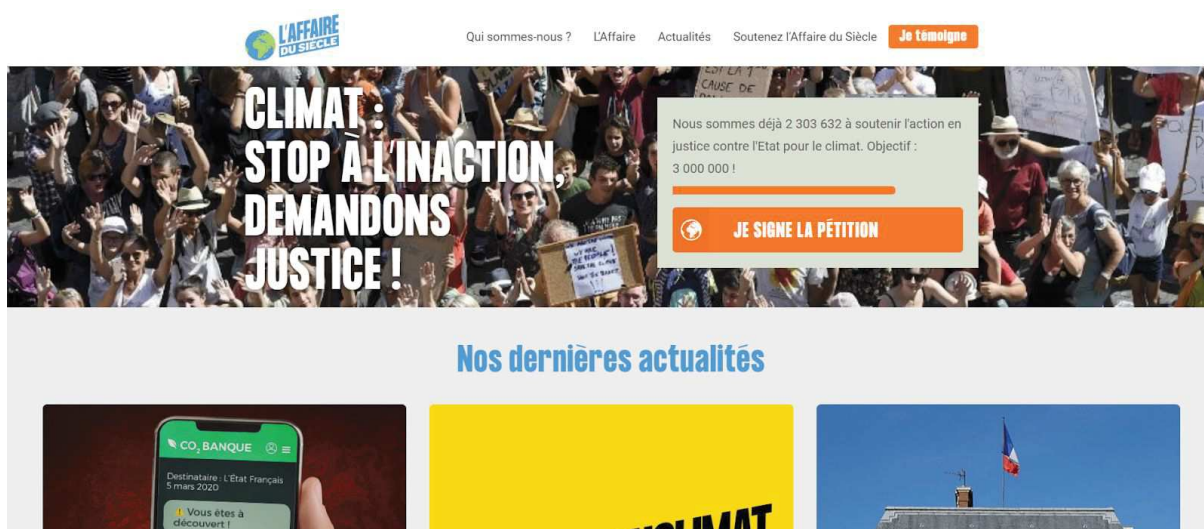 L'AFFAIRE
DU SIÈCLE
Qui sommes-nous ? L'Affaire Actualités Soutenez l'Affaire du Siècle Je témoigne
CLIMAT :
STOP À L'INACTION,
DEMANDONS
JUSTICE !
CAUSE DE
Nous sommes déjà 2 303 632 à soutenir l'action en
justice contre l'Etat pour le climat. Objectif :
3 000 000 !
JE SIGNE LA PÉTITION
Nos dernières actualités
CO₂ BANQUE
Destinataire : L'État Français
5 mars 2020
Vous êtes à
découvert !